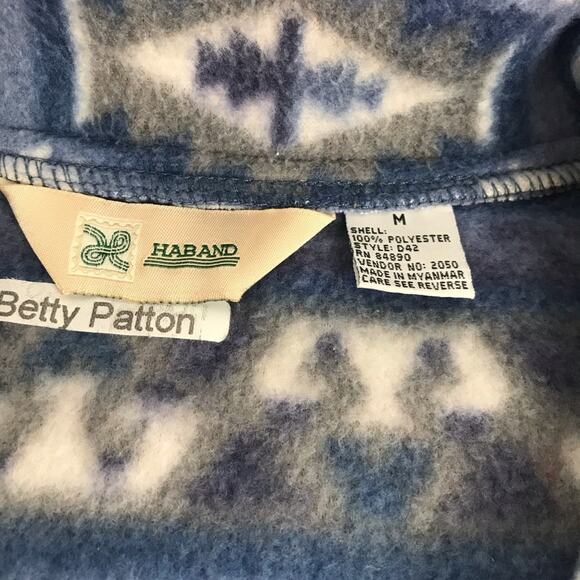 HABAND
Betty Patton
M
SHELL:
100% POLYESTER
STYLE: D42
RN 84890
VENDOR NO: 2050
MADE IN MYANMAR
CARE SEE REVERSE